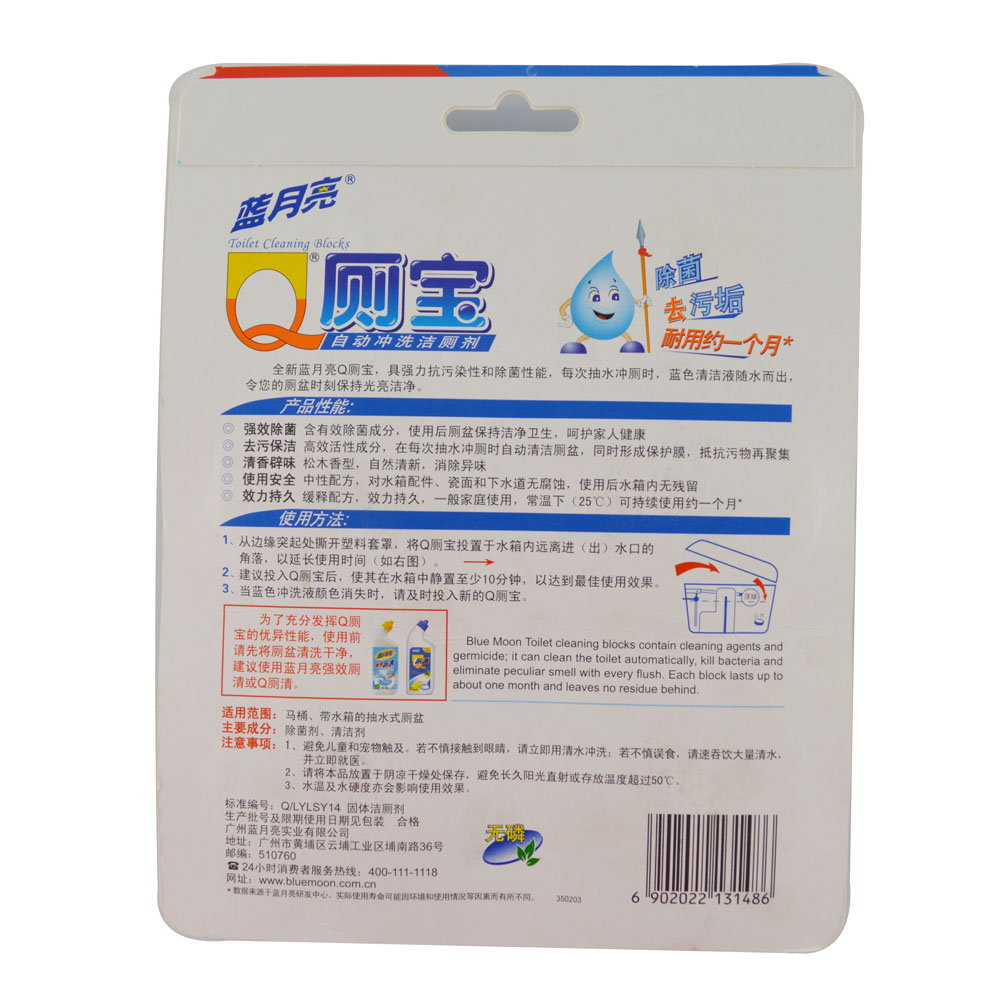 蓝月亮®
Toilet Cleaning Blocks
Q®厕宝
自动冲洗洁厕剂
除菌
去污垢
耐用约一个月*
全新蓝月亮Q厕宝，具强力抗污染性和除菌性能，每次抽水冲厕时，蓝色清洁液随水而出，
令您的厕盆时刻保持光亮洁净。
产品性能：
◎ 强效除菌 含有效除菌成分，使用后厕盆保持洁净卫生，呵护家人健康
◎ 去污保洁 高效活性成分，在每次抽水冲厕时自动清洁厕盆，同时形成保护膜，抵抗污物再聚集
◎ 清香辟味 松木香型，自然清新，消除异味
◎ 使用安全 中性配方，对水箱配件、瓷面和下水道无腐蚀，使用后水箱内无残留
◎ 效力持久 缓释配方，效力持久，一般家庭使用，常温下（25℃）可持续使用约一个月*
使用方法：
1、从边缘突起处撕开塑料套罩，将Q厕宝投置于水箱内远离进（出）水口的
角落，以延长使用时间（如右图）。
2、建议投入Q厕宝后，使其在水箱中静置至少10分钟，以达到最佳使用效果。
3、当蓝色冲洗液颜色消失时，请及时投入新的Q厕宝。
为了充分发挥Q厕
宝的优异性能，使用前
请先将厕盆清洗干净，
建议使用蓝月亮强效厕
清或Q厕清。
Blue Moon Toilet cleaning blocks contain cleaning agents and
germicide; it can clean the toilet automatically, kill bacteria and
eliminate peculiar smell with every flush. Each block lasts up to
about one month and leaves no residue behind.
适用范围：马桶、带水箱的抽水式厕盆
主要成分：除菌剂、清洁剂
注意事项：1、避免儿童和宠物触及。若不慎接触到眼睛，请立即用清水冲洗；若不慎误食，请速吞饮大量清水，
并立即就医。
2、请将本品放置于阴凉干燥处保存，避免长久阳光直射或存放温度超过50℃。
3、水温及水硬度亦会影响使用效果。
标准编号：Q/LYLSY14 固体洁厕剂
生产批号及限期使用日期见包装 合格
广州蓝月亮实业有限公司
地址：广州市黄埔区云埔工业区埔南路36号
邮编：510760
☎24小时消费者服务热线：400-111-1118
网址：www.bluemoon.com.cn
*数据来源于蓝月亮研发中心，实际使用寿命可能因环境和使用情况等因素而有所不同。 350203
无磷
6 902022 131486